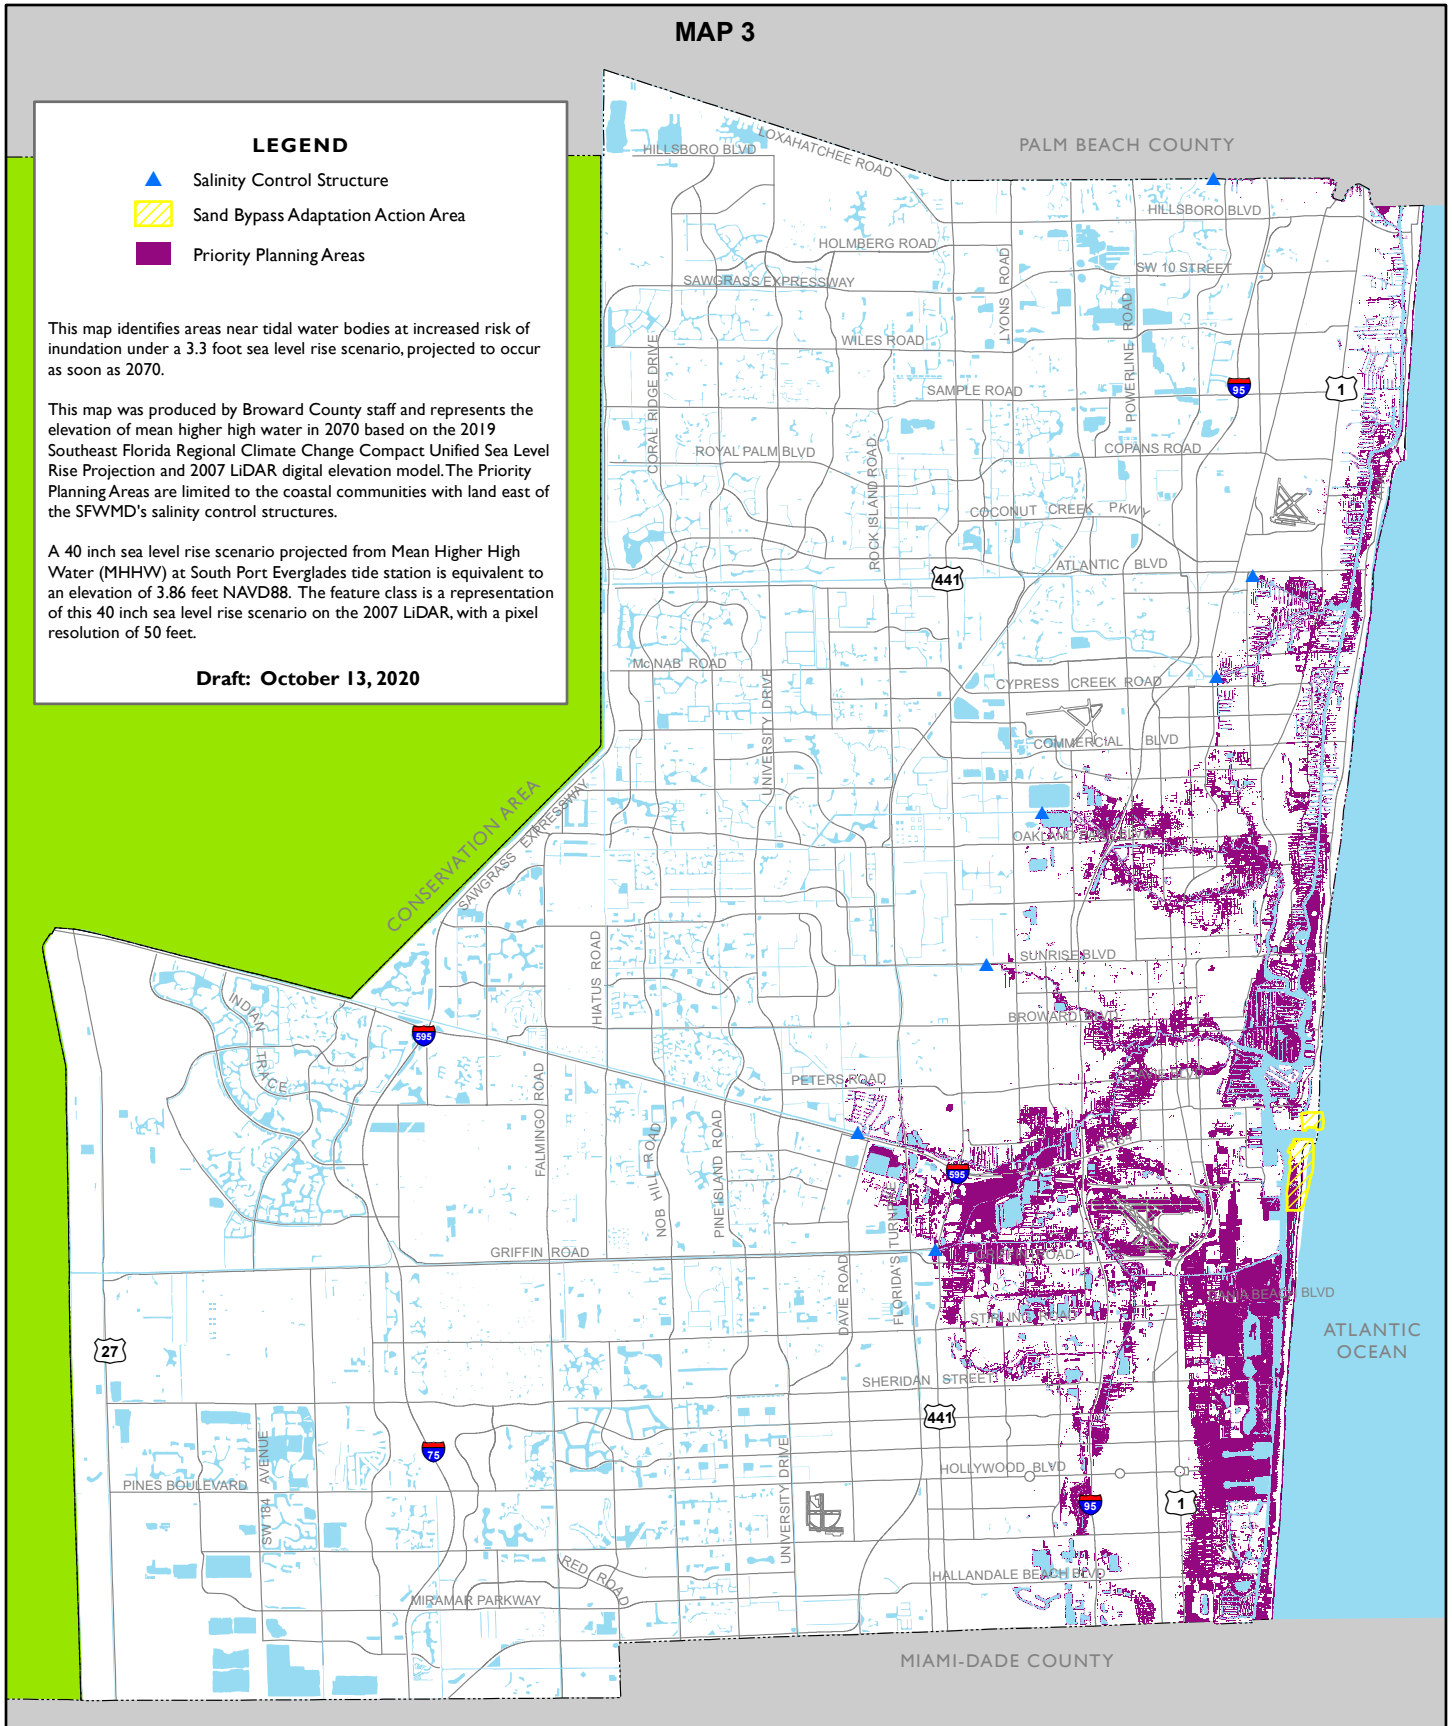 MAP 3
LEGEND
Salinity Control Structure
Sand Bypass Adaptation Action Area
Priority Planning Areas
This map identifies areas near tidal water bodies at increased risk of
inundation under a 3.3 foot sea level rise scenario, projected to occur
as soon as 2070.
This map was produced by Broward County staff and represents the
elevation of mean higher high water in 2070 based on the 2019
Southeast Florida Regional Climate Change Compact Unified Sea Level
Rise Projection and 2007 LiDAR digital elevation model. The Priority
Planning Areas are limited to the coastal communities with land east of
the SFWMD's salinity control structures.
A 40 inch sea level rise scenario projected from Mean Higher High
Water (MHHW) at South Port Everglades tide station is equivalent to
an elevation of 3.86 feet NAVD88. The feature class is a representation
of this 40 inch sea level rise scenario on the 2007 LiDAR, with a pixel
resolution of 50 feet.
Draft: October 13, 2020
PALM BEACH COUNTY
LOXAHATCHEE ROAD
HILLSBORO BLVD
HILLSBORO BLVD
HOLMBERG ROAD
SW 10 STREET
SAWGRASS EXPRESSWAY
LYONS ROAD
POWERLINE ROAD
WILES ROAD
CORAL RIDGE DRIVE
SAMPLE ROAD
95
1
ROYAL PALM BLVD
COPANS ROAD
ROCK ISLAND ROAD
COCONUT CREEK PKWY
ATLANTIC BLVD
441
Mc NAB ROAD
CYPRESS CREEK ROAD
UNIVERSITY DRIVE
COMMERCIAL BLVD
CONSERVATION AREA
SAWGRASS EXPRESSWAY
OAKLAND PARK BLVD
HIATUS ROAD
SUNRISE BLVD
INDIAN TRACE
BROWARD BLVD
595
PETERS ROAD
FALMINGO ROAD
NOB HILL ROAD
PINE ISLAND ROAD
595
FLORIDA'S TURNPIKE
GRIFFIN ROAD
GRIFFIN ROAD
DAVIE ROAD
DANIA BEACH BLVD
STIRLING ROAD
27
ATLANTIC
OCEAN
SHERIDAN STREET
441
75
SW 184 AVENUE
UNIVERSITY DRIVE
HOLLYWOOD BLVD
PINES BOULEVARD
95
1
RED ROAD
HALLANDALE BEACH BLVD
MIRAMAR PARKWAY
MIAMI-DADE COUNTY